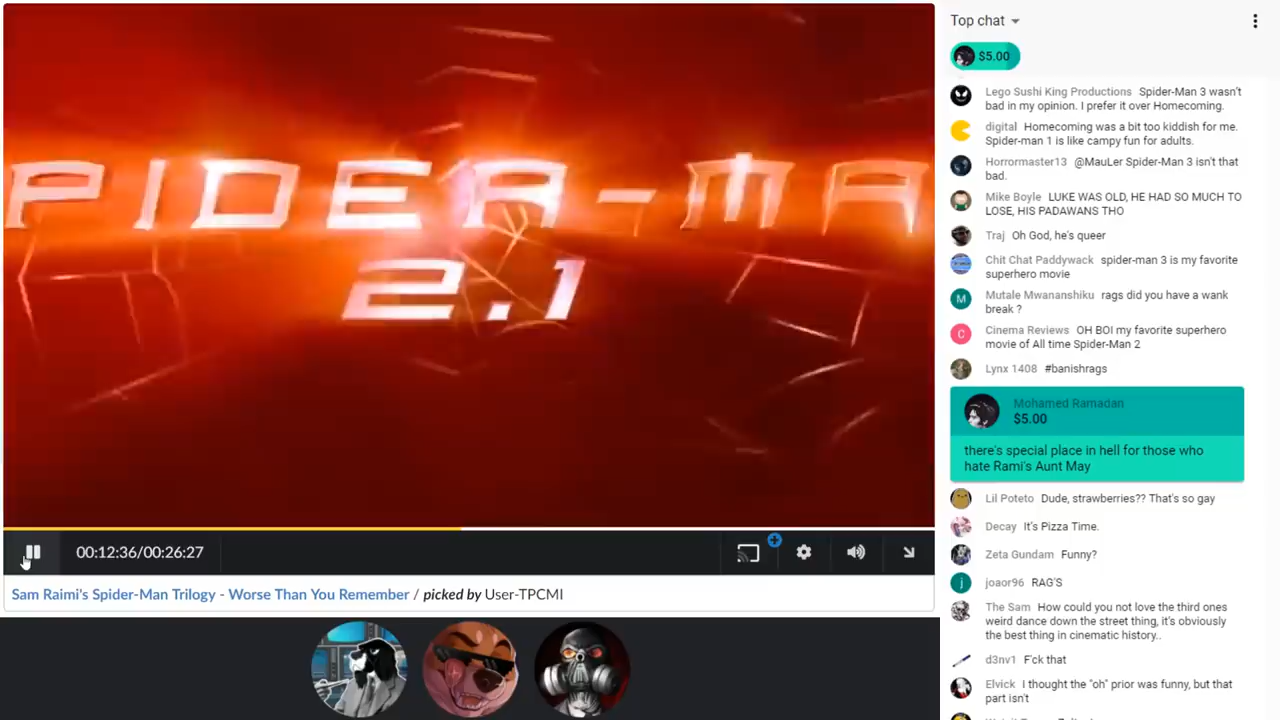 PIDER-MA
2.1
00:12:36/00:26:27
Sam Raimi's Spider-Man Trilogy - Worse Than You Remember / picked by User-TPCMI
Top chat
$5.00
Lego Sushi King Productions Spider-Man 3 wasn't
bad in my opinion. I prefer it over Homecoming.
digital Homecoming was a bit too kiddish for me.
Spider-man 1 is like campy fun for adults.
Horrormaster13 @MauLer Spider-Man 3 isn't that
bad.
Mike Boyle LUKE WAS OLD, HE HAD SO MUCH TO
LOSE, HIS PADAWANS THO
Traj Oh God, he's queer
Chit Chat Paddywack spider-man 3 is my favorite
superhero movie
M
Mutale Mwananshiku rags did you have a wank
break ?
C
Cinema Reviews OH BOI my favorite superhero
movie of All time Spider-Man 2
Lynx 1408 #banishrags
Mohamed Ramadan
$5.00
there's special place in hell for those who
hate Rami's Aunt May
Lil Poteto Dude, strawberries?? That's so gay
Decay It's Pizza Time.
Zeta Gundam Funny?
j
joaor96 RAG'S
The Sam How could you not love the third ones
weird dance down the street thing, it's obviously
the best thing in cinematic history..
d3nv1 F'ck that
Elvick I thought the "oh" prior was funny, but that
part isn't